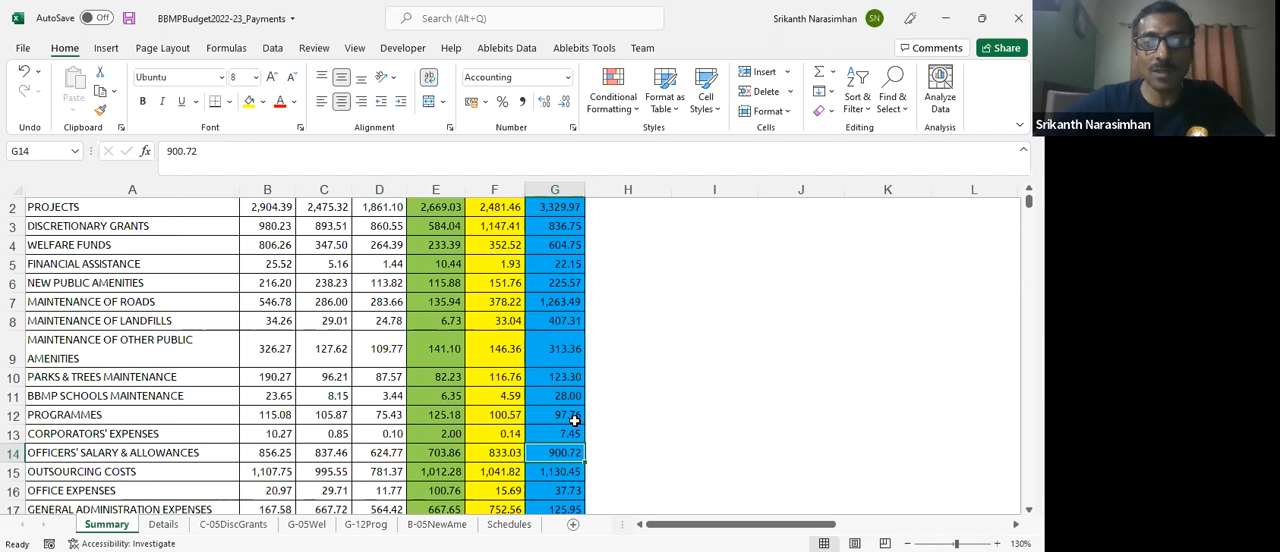 AutoSave Off BBMPBudget2022-23_Payments Search (Alt+Q) Srikanth Narasimhan SN
File Home Insert Page Layout Formulas Data Review View Developer Help Ablebits Data Ablebits Tools Team Comments Share
Ubuntu 8 Accounting Insert
Paste Conditional Formatting Format as Table Cell Styles Delete Sort & Filter Find & Select Analyze Data
Format
Undo Clipboard Font Alignment Number Styles Cells Editing Analysis
Srikanth Narasimhan
G14 fx 900.72
A B C D E F G H I J K L
2 PROJECTS 2,904.39 2,475.32 1,861.10 2,669.03 2,481.46 3,329.97
3 DISCRETIONARY GRANTS 980.23 893.51 860.55 584.04 1,147.41 836.75
4 WELFARE FUNDS 806.26 347.50 264.39 233.39 352.52 604.75
5 FINANCIAL ASSISTANCE 25.52 5.16 1.44 10.44 1.93 22.15
6 NEW PUBLIC AMENITIES 216.20 238.23 113.82 115.88 151.76 225.57
7 MAINTENANCE OF ROADS 546.78 286.00 283.66 135.94 378.22 1,263.49
8 MAINTENANCE OF LANDFILLS 34.26 29.01 24.78 6.73 33.04 407.31
9 MAINTENANCE OF OTHER PUBLIC AMENITIES 326.27 127.62 109.77 141.10 146.36 313.36
10 PARKS & TREES MAINTENANCE 190.27 96.21 87.57 82.23 116.76 123.30
11 BBMP SCHOOLS MAINTENANCE 23.65 8.15 3.44 6.35 4.59 28.00
12 PROGRAMMES 115.08 105.87 75.43 125.18 100.57
13 CORPORATORS' EXPENSES 10.27 0.85 0.10 2.00 0.14 7.45
14 OFFICERS' SALARY & ALLOWANCES 856.25 837.46 624.77 703.86 833.03 900.72
15 OUTSOURCING COSTS 1,107.75 995.55 781.37 1,012.28 1,041.82 1,130.45
16 OFFICE EXPENSES 20.97 29.71 11.77 100.76 15.69 37.73
17 GENERAL ADMINISTRATION EXPENSES 167.58 672.77 564.42 667.65 752.56 125.95
Summary Details C-05DiscGrants G-05Wel G-12Prog B-05NewAme Schedules
Ready Accessibility: Investigate 130%